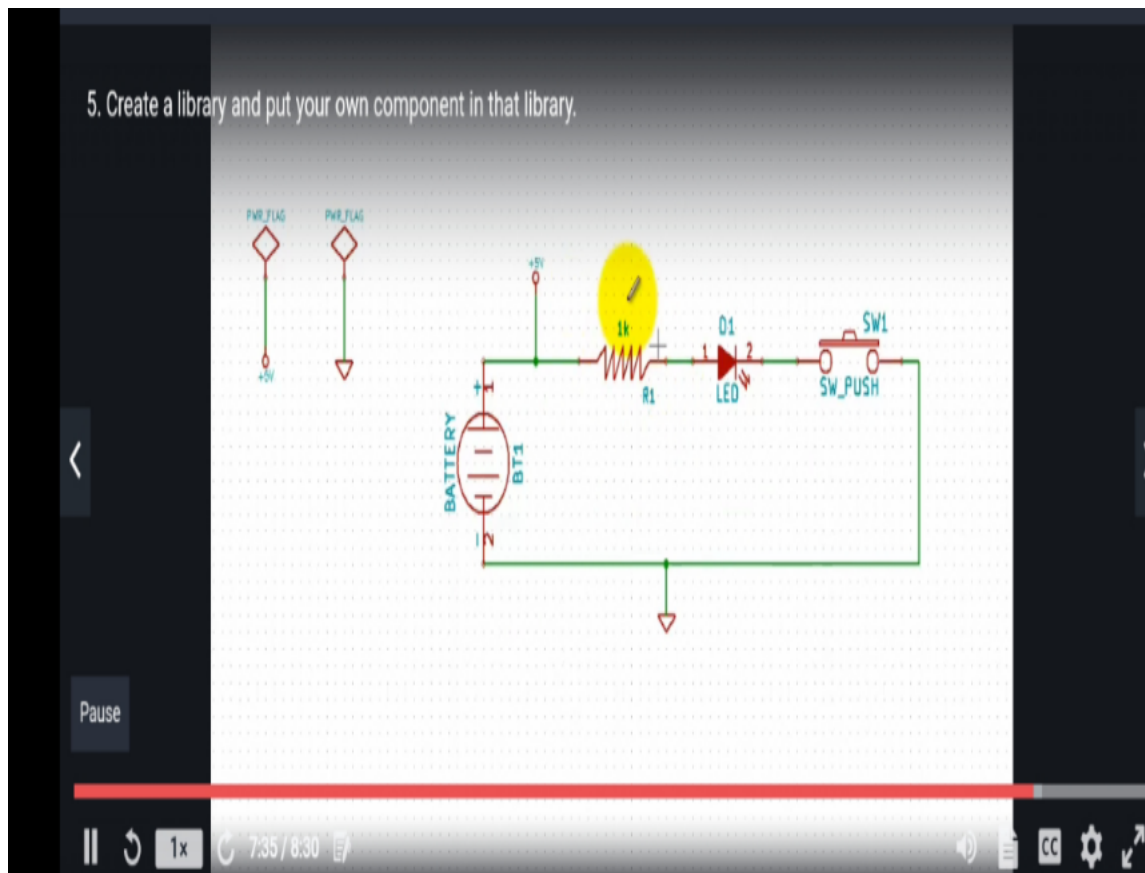 5. Create a library and put your own component in that library.
PWR_FLAG PWR_FLAG
+5V
1k
D1
SW1
+5V
+
1
R1
1
2
LED
SW_PUSH
BATTERY
BT1
-
2
Pause
1x
7:35 / 8:30
CC